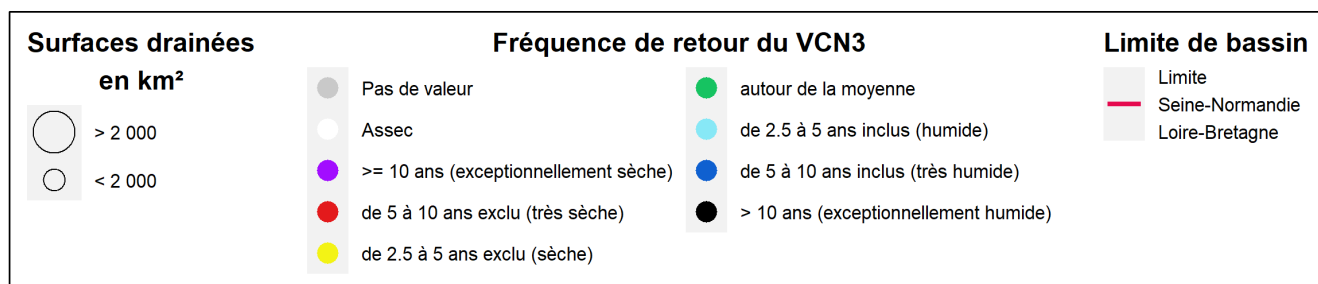 Surfaces drainées
en km²
> 2 000
< 2 000
Fréquence de retour du VCN3
Pas de valeur
Assec
>= 10 ans (exceptionnellement sèche)
de 5 à 10 ans exclu (très sèche)
de 2.5 à 5 ans exclu (sèche)
autour de la moyenne
de 2.5 à 5 ans inclus (humide)
de 5 à 10 ans inclus (très humide)
> 10 ans (exceptionnellement humide)
Limite de bassin
Limite
Seine-Normandie
Loire-Bretagne